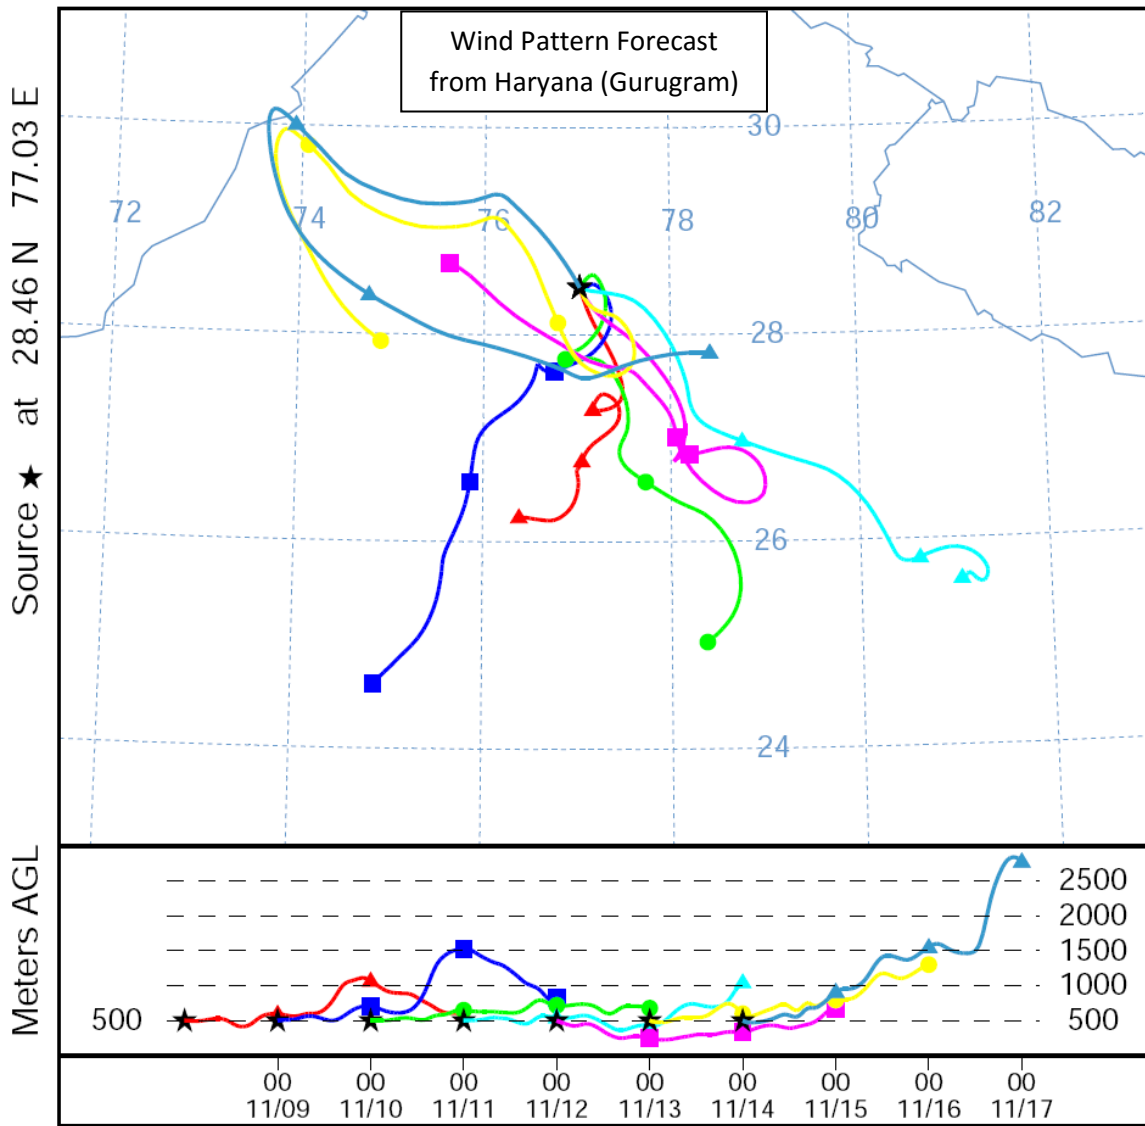 Wind Pattern Forecast
from Haryana (Gurugram)
Source ★ at 28.46 N 77.03 E
30
72
74
76
78
80
82
28
26
24
Meters AGL
2500
2000
1500
1000
500
500
00 00 00 00 00 00 00 00 00
11/09 11/10 11/11 11/12 11/13 11/14 11/15 11/16 11/17